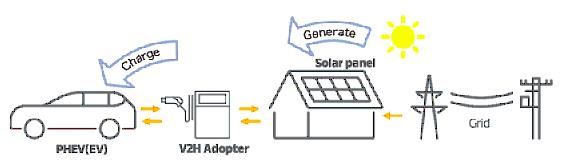 Generate
Charge
Solar panel
Grid
PHEV(EV)
V2H Adopter